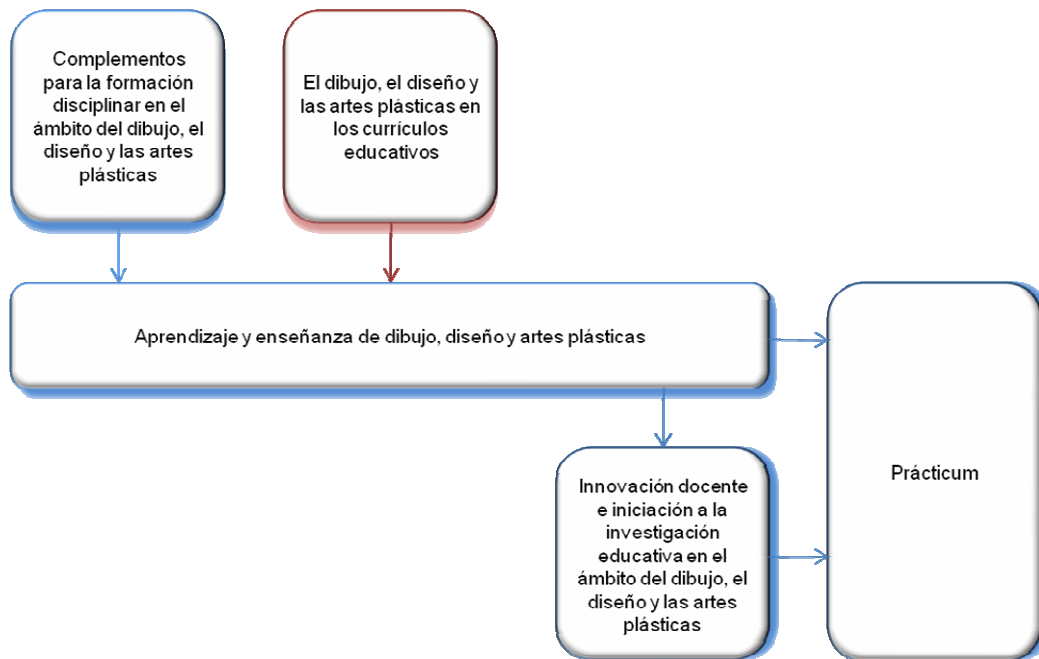 Complementos
para la formación
disciplinar en el
ámbito del dibujo, el
diseño y las artes
plásticas
El dibujo, el diseño y
las artes plásticas en
los currículos
educativos
Aprendizaje y enseñanza de dibujo, diseño y artes plásticas
Prácticum
Innovación docente
e iniciación a la
investigación
educativa en el
ámbito del dibujo, el
diseño y las artes
plásticas